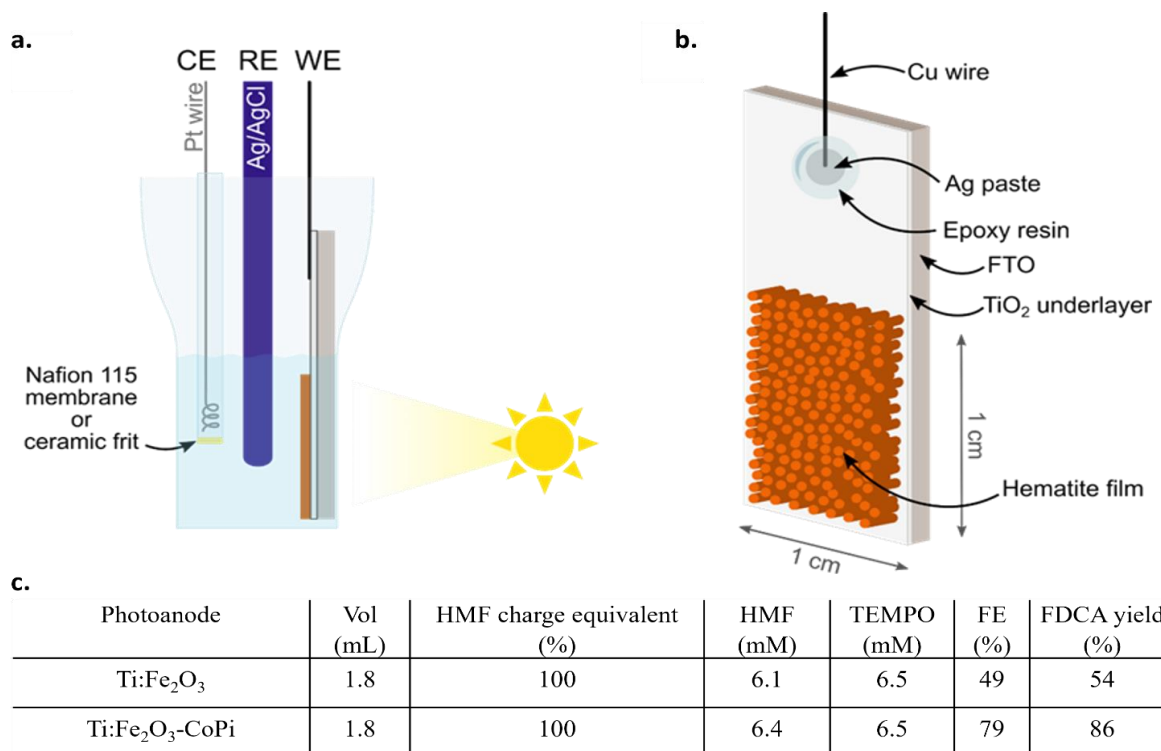 a.
CE RE WE
Pt wire
Ag/AgCl
Nafion 115
membrane
or
ceramic frit
b.
Cu wire
Ag paste
Epoxy resin
FTO
TiO₂ underlayer
1 cm
Hematite film
1 cm
c.
Photoanode Vol (mL) HMF charge equivalent (%) HMF (mM) TEMPO (mM) FE (%) FDCA yield (%)
Ti:Fe₂O₃ 1.8 100 6.1 6.5 49 54
Ti:Fe₂O₃-CoPi 1.8 100 6.4 6.5 79 86